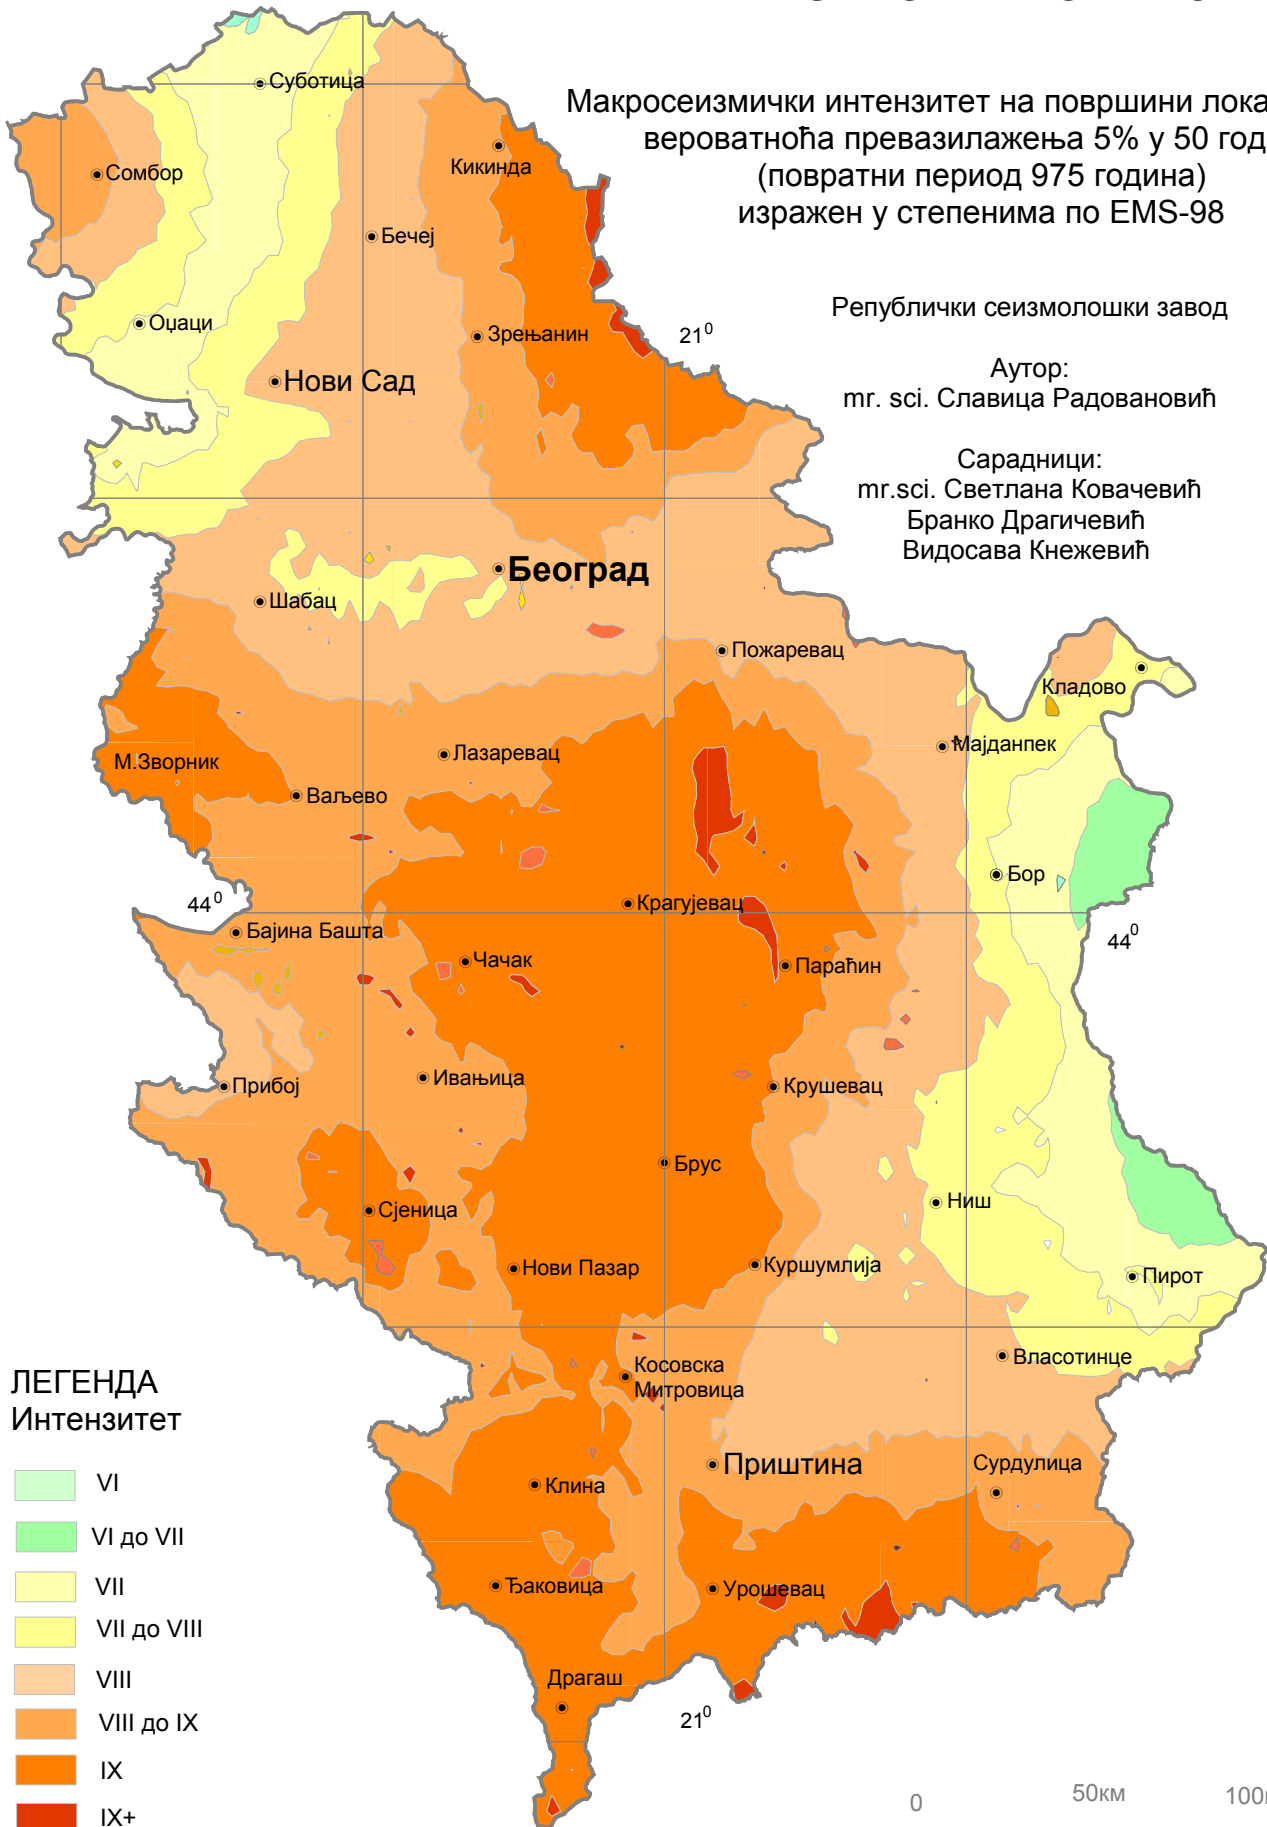 Макросеизмички интензитет на површини лока
вероватноћа превазилажења 5% у 50 год
(повратни период 975 година)
изражен у степенима по EMS-98
Републички сеизмолошки завод
Аутор:
mr. sci. Славица Радовановић
Сарадници:
mr.sci. Светлана Ковачевић
Бранко Драгичевић
Видосава Кнежевић
Суботица
Сомбор
Кикинда
Бечеј
Оџаци
Зрењанин
21⁰
Нови Сад
Београд
Шабац
Пожаревац
Кладово
Мајданпек
Лазаревац
М.Зворник
Ваљево
Бор
44⁰
Крагујевац
Бајина Башта
44⁰
Чачак
Параћин
Прибој
Ивањица
Крушевац
Брус
Ниш
Сјеница
Нови Пазар
Куршумлија
Пирот
Власотинце
Косовска
Митровица
Приштина
Сурдулица
Клина
Ђаковица
Урошевац
Драгаш
21⁰
ЛЕГЕНДА
Интензитет
VI
VI до VII
VII
VII до VIII
VIII
VIII до IX
IX
IX+
0 50км 100